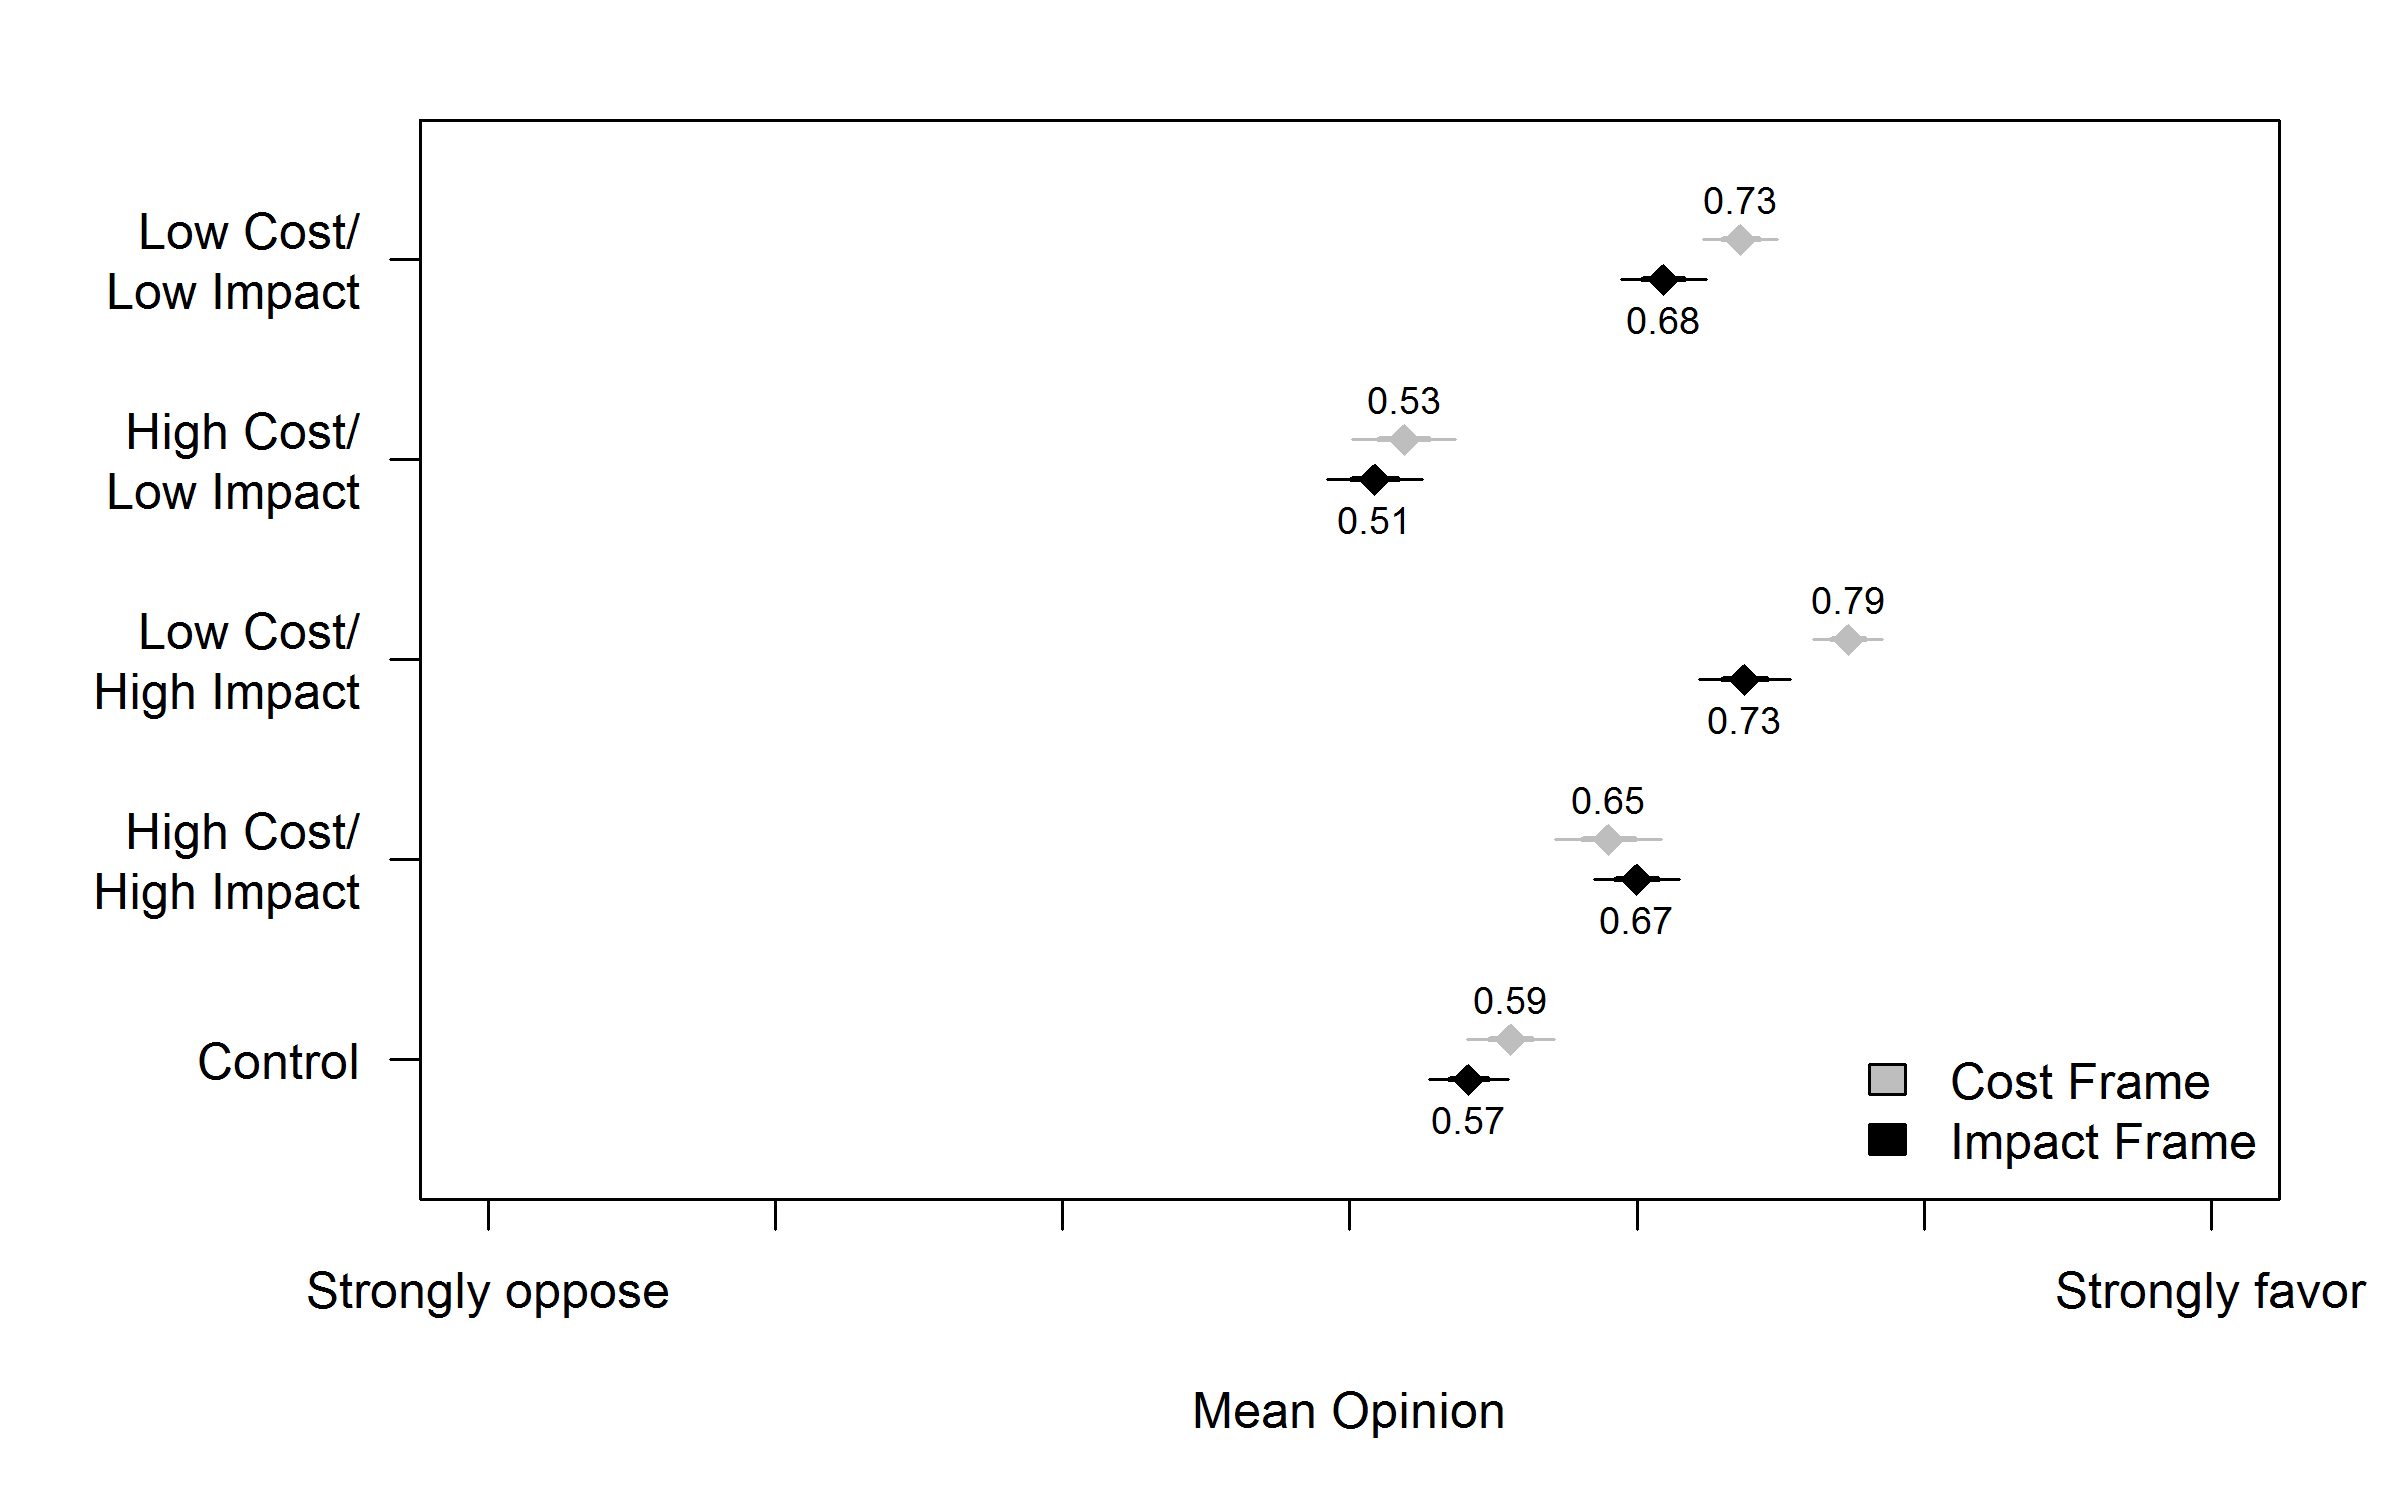 0.73
Low Cost/
Low Impact
0.68
0.53
High Cost/
Low Impact
0.51
0.79
Low Cost/
High Impact
0.73
0.65
High Cost/
High Impact
0.67
0.59
Control
0.57
Cost Frame
Impact Frame
Strongly oppose
Strongly favor
Mean Opinion